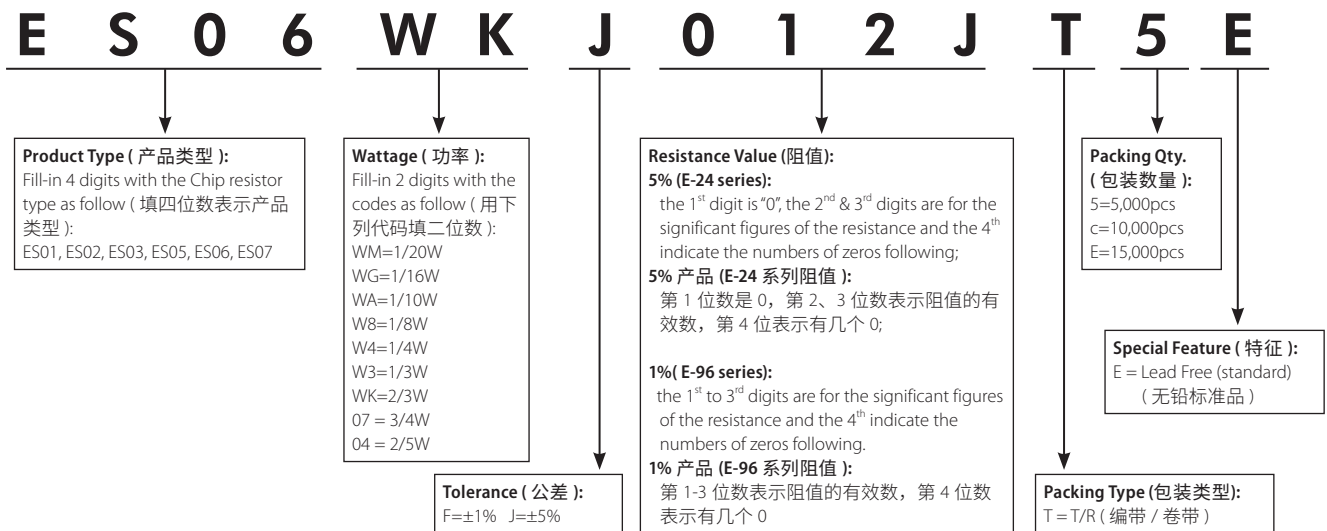 E S 0 6 W K J 0 1 2 J T 5 E
Product Type ( 产品类型 ):
Fill-in 4 digits with the Chip resistor
type as follow ( 填四位数表示产品
类型 ):
ES01, ES02, ES03, ES05, ES06, ES07
Wattage ( 功率 ):
Fill-in 2 digits with the
codes as follow ( 用下
列代码填二位数 ):
WM=1/20W
WG=1/16W
WA=1/10W
W8=1/8W
W4=1/4W
W3=1/3W
WK=2/3W
07 = 3/4W
04 = 2/5W
Tolerance ( 公差 ):
F=±1% J=±5%
Resistance Value (阻值):
5% (E-24 series):
the 1st digit is “0”, the 2nd & 3rd digits are for the
significant figures of the resistance and the 4th
indicate the numbers of zeros following;
5% 产品 (E-24 系列阻值 ):
第 1 位数是 0，第 2、3 位数表示阻值的有
效数，第 4 位表示有几个 0;
1%( E-96 series):
the 1st to 3rd digits are for the significant figures
of the resistance and the 4th indicate the
numbers of zeros following.
1% 产品 (E-96 系列阻值 ):
第 1-3 位数表示阻值的有效数，第 4 位数
表示有几个 0
Packing Qty.
( 包装数量 ):
5=5,000pcs
c=10,000pcs
E=15,000pcs
Special Feature ( 特征 ):
E = Lead Free (standard)
( 无铅标准品 )
Packing Type (包装类型):
T = T/R ( 编带 / 卷带 )